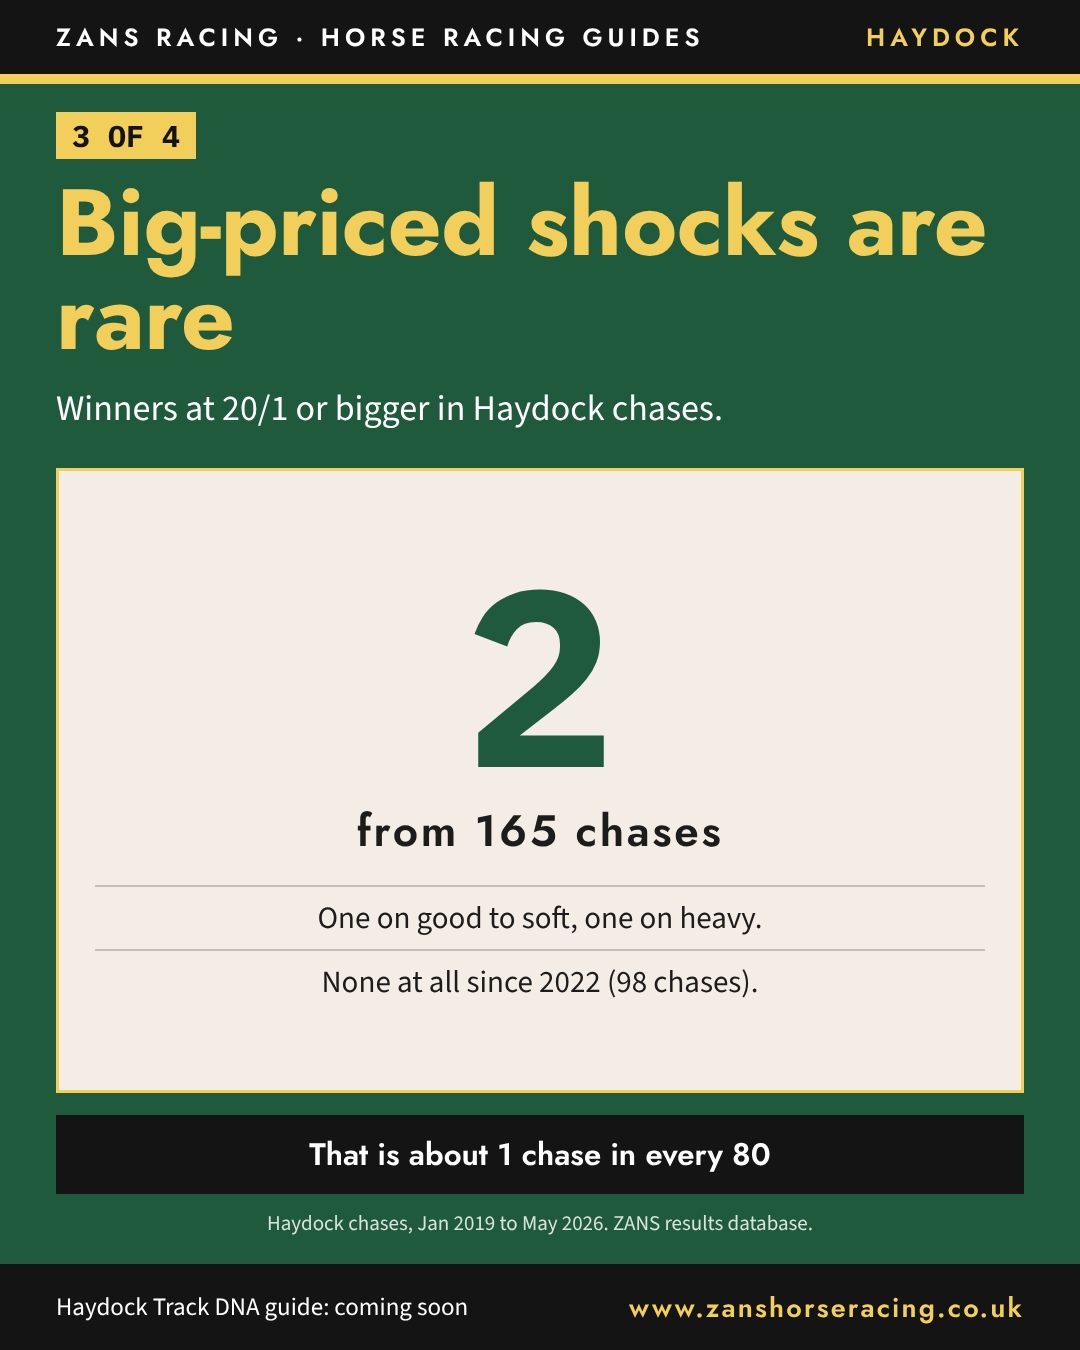 ZANS RACING · HORSE RACING GUIDES
HAYDOCK
3 OF 4
Big-priced shocks are
rare
Winners at 20/1 or bigger in Haydock chases.
2
from 165 chases
One on good to soft, one on heavy.
None at all since 2022 (98 chases).
That is about 1 chase in every 80
Haydock chases, Jan 2019 to May 2026. ZANS results database.
Haydock Track DNA guide: coming soon
www.zanshorseracing.co.uk